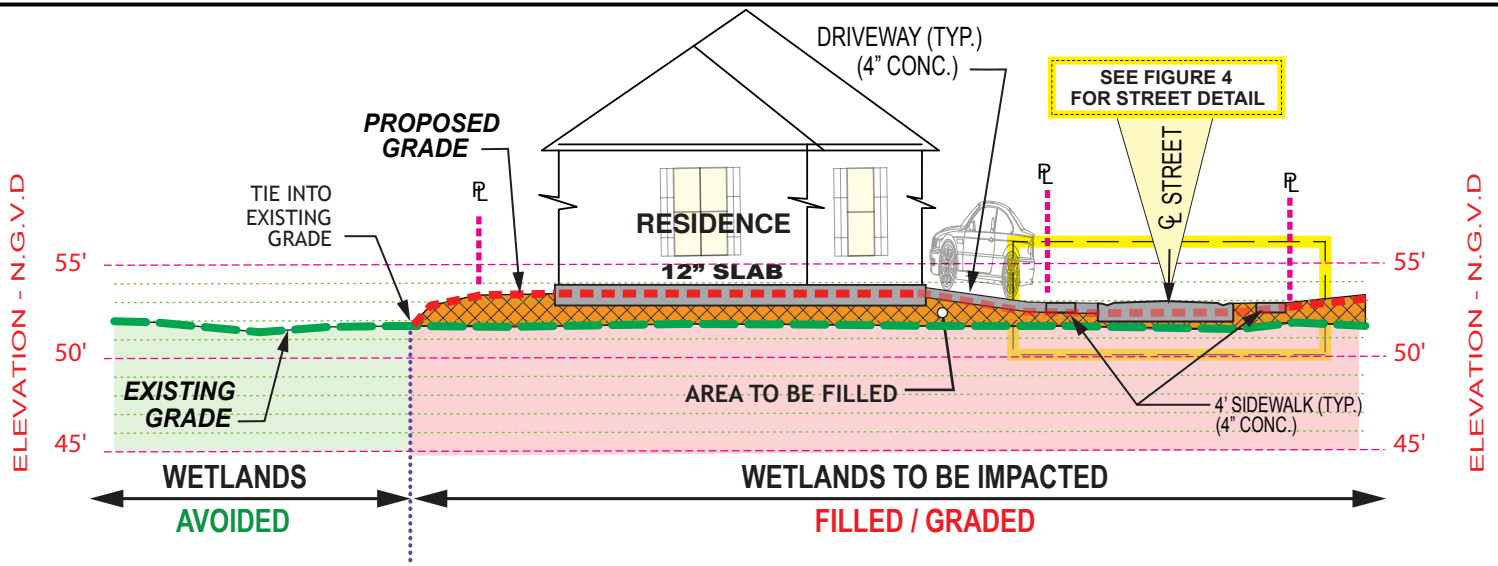 DRIVEWAY (TYP.)
(4” CONC.)
SEE FIGURE 4
FOR STREET DETAIL
PROPOSED
GRADE
TIE INTO
EXISTING
GRADE
PL
PL
PL
CL STREET
RESIDENCE
12” SLAB
ELEVATION - N.G.V.D
55'
50'
45'
55'
50'
45'
ELEVATION - N.G.V.D
EXISTING
GRADE
AREA TO BE FILLED
4' SIDEWALK (TYP.)
(4” CONC.)
WETLANDS
AVOIDED
WETLANDS TO BE IMPACTED
FILLED / GRADED